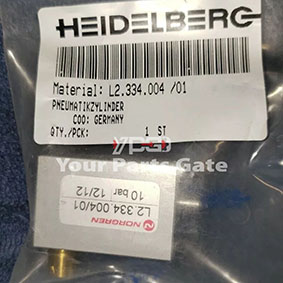 HEIDELBERG
Material: L2.334.004 /01
PNEUMATIKZYLINDER
COO: GERMANY
QTY./PCK: 1 ST
YPG
Your Parts Gate
NORGREN
L2.334.004/01
10 bar 12/12